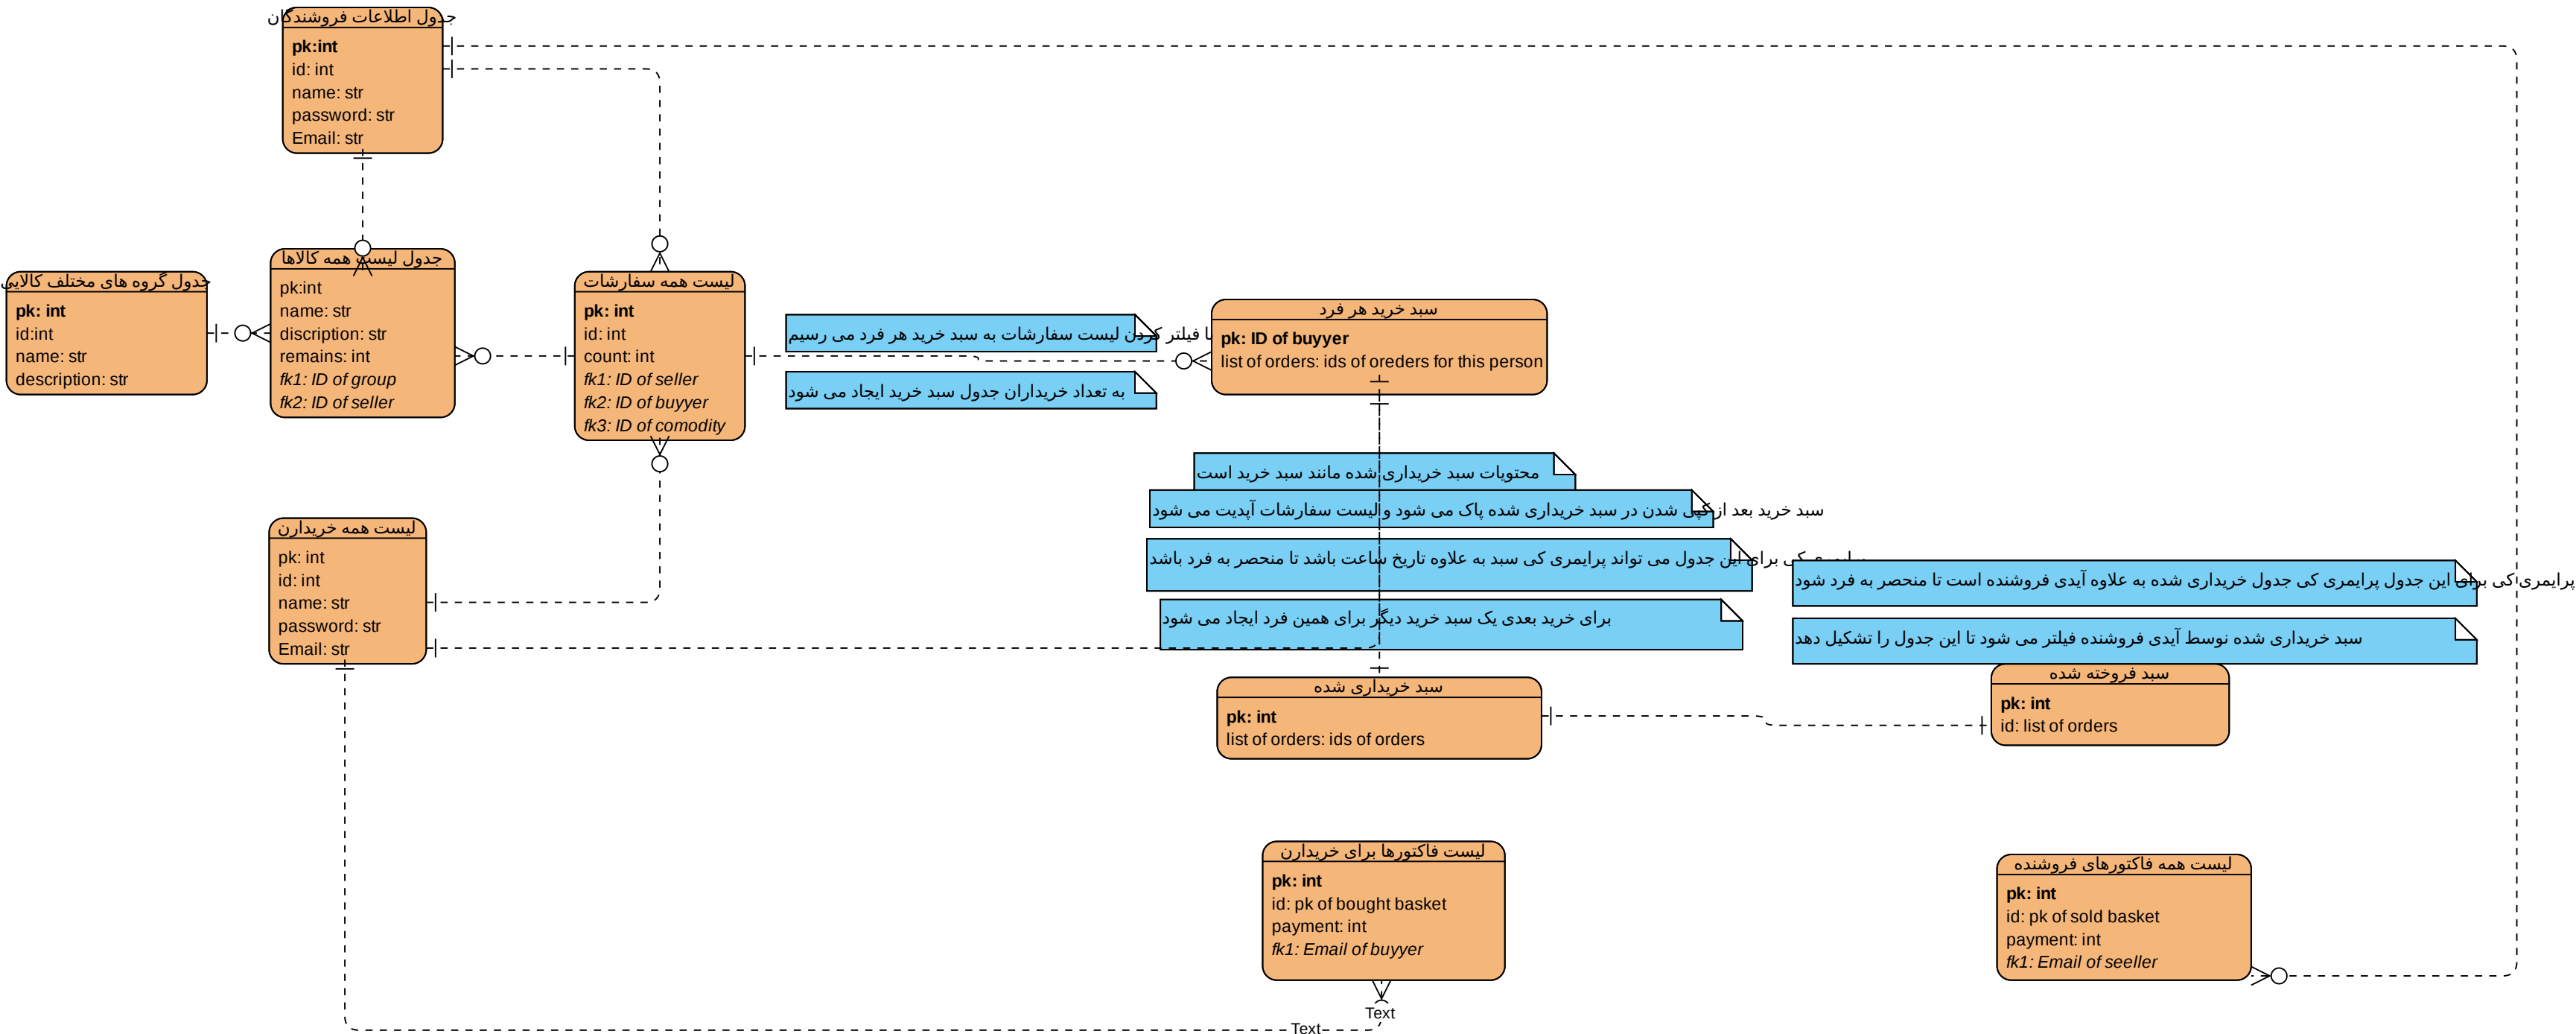 جدول اطلاعات فروشندگان
pk:int
id: int
name: str
password: str
Email: str
جدول گروه های مختلف کالایی
pk: int
id:int
name: str
description: str
جدول لیست همه کالاها
pk:int
name: str
discription: str
remains: int
fk1: ID of group
fk2: ID of seller
لیست همه سفارشات
pk: int
id: int
count: int
fk1: ID of seller
fk2: ID of buyyer
fk3: ID of comodity
با فیلتر کردن لیست سفارشات به سبد خرید هر فرد می رسیم
به تعداد خریداران جدول سبد خرید ایجاد می شود
سبد خرید هر فرد
pk: ID of buyyer
list of orders: ids of oreders for this person
محتویات سبد خریداری شده مانند سبد خرید است
سبد خرید بعد از کپی شدن در سبد خریداری شده پاک می شود و لیست سفارشات آپدیت می شود
پرایمری کی برای این جدول می تواند پرایمری کی سبد به علاوه تاریخ ساعت باشد تا منحصر به فرد باشد
برای خرید بعدی یک سبد خرید دیگر برای همین فرد ایجاد می شود
پرایمری کی برای این جدول پرایمری کی جدول خریداری شده به علاوه آیدی فروشنده است تا منحصر به فرد شود
سبد خریداری شده نوسط آیدی فروشنده فیلتر می شود تا این جدول را تشکیل دهد
لیست همه خریدارن
pk: int
id: int
name: str
password: str
Email: str
سبد خریداری شده
pk: int
list of orders: ids of orders
سبد فروخته شده
pk: int
id: list of orders
لیست فاکتورها برای خریدارن
pk: int
id: pk of bought basket
payment: int
fk1: Email of buyyer
لیست همه فاکتورهای فروشنده
pk: int
id: pk of sold basket
payment: int
fk1: Email of seeller
Text
Text